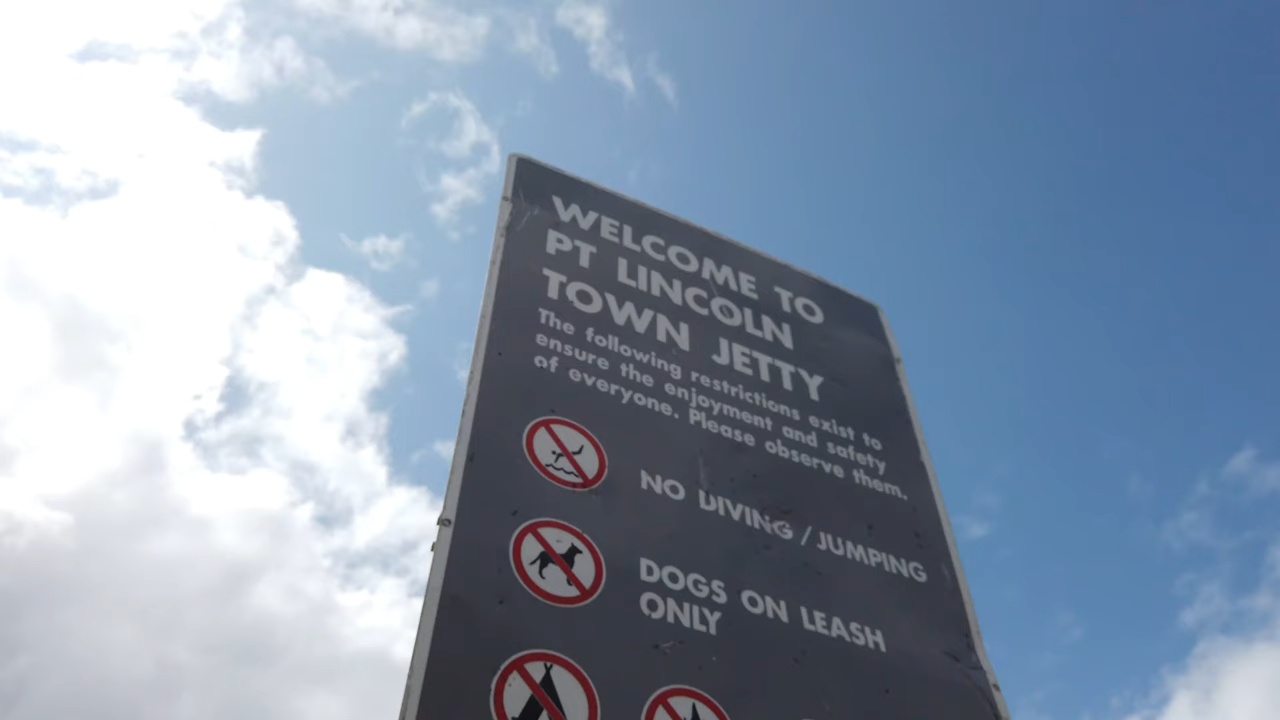 WELCOME TO
PT LINCOLN
TOWN JETTY
The following restrictions exist to
ensure the enjoyment and safety
of everyone. Please observe them.
NO DIVING / JUMPING
DOGS ON LEASH
ONLY